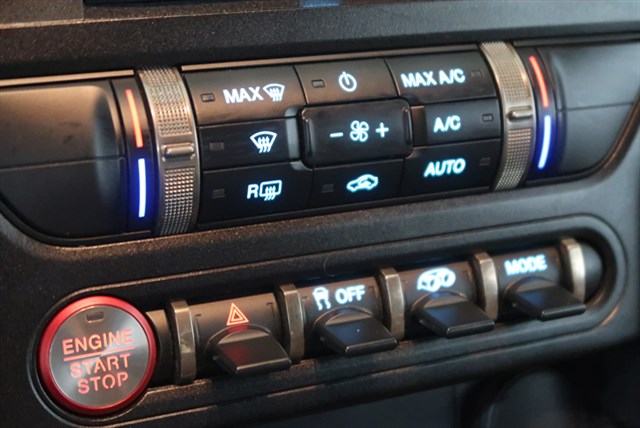 MAX
MAX A/C
- +
A/C
R
AUTO
OFF
MODE
ENGINE
START
STOP